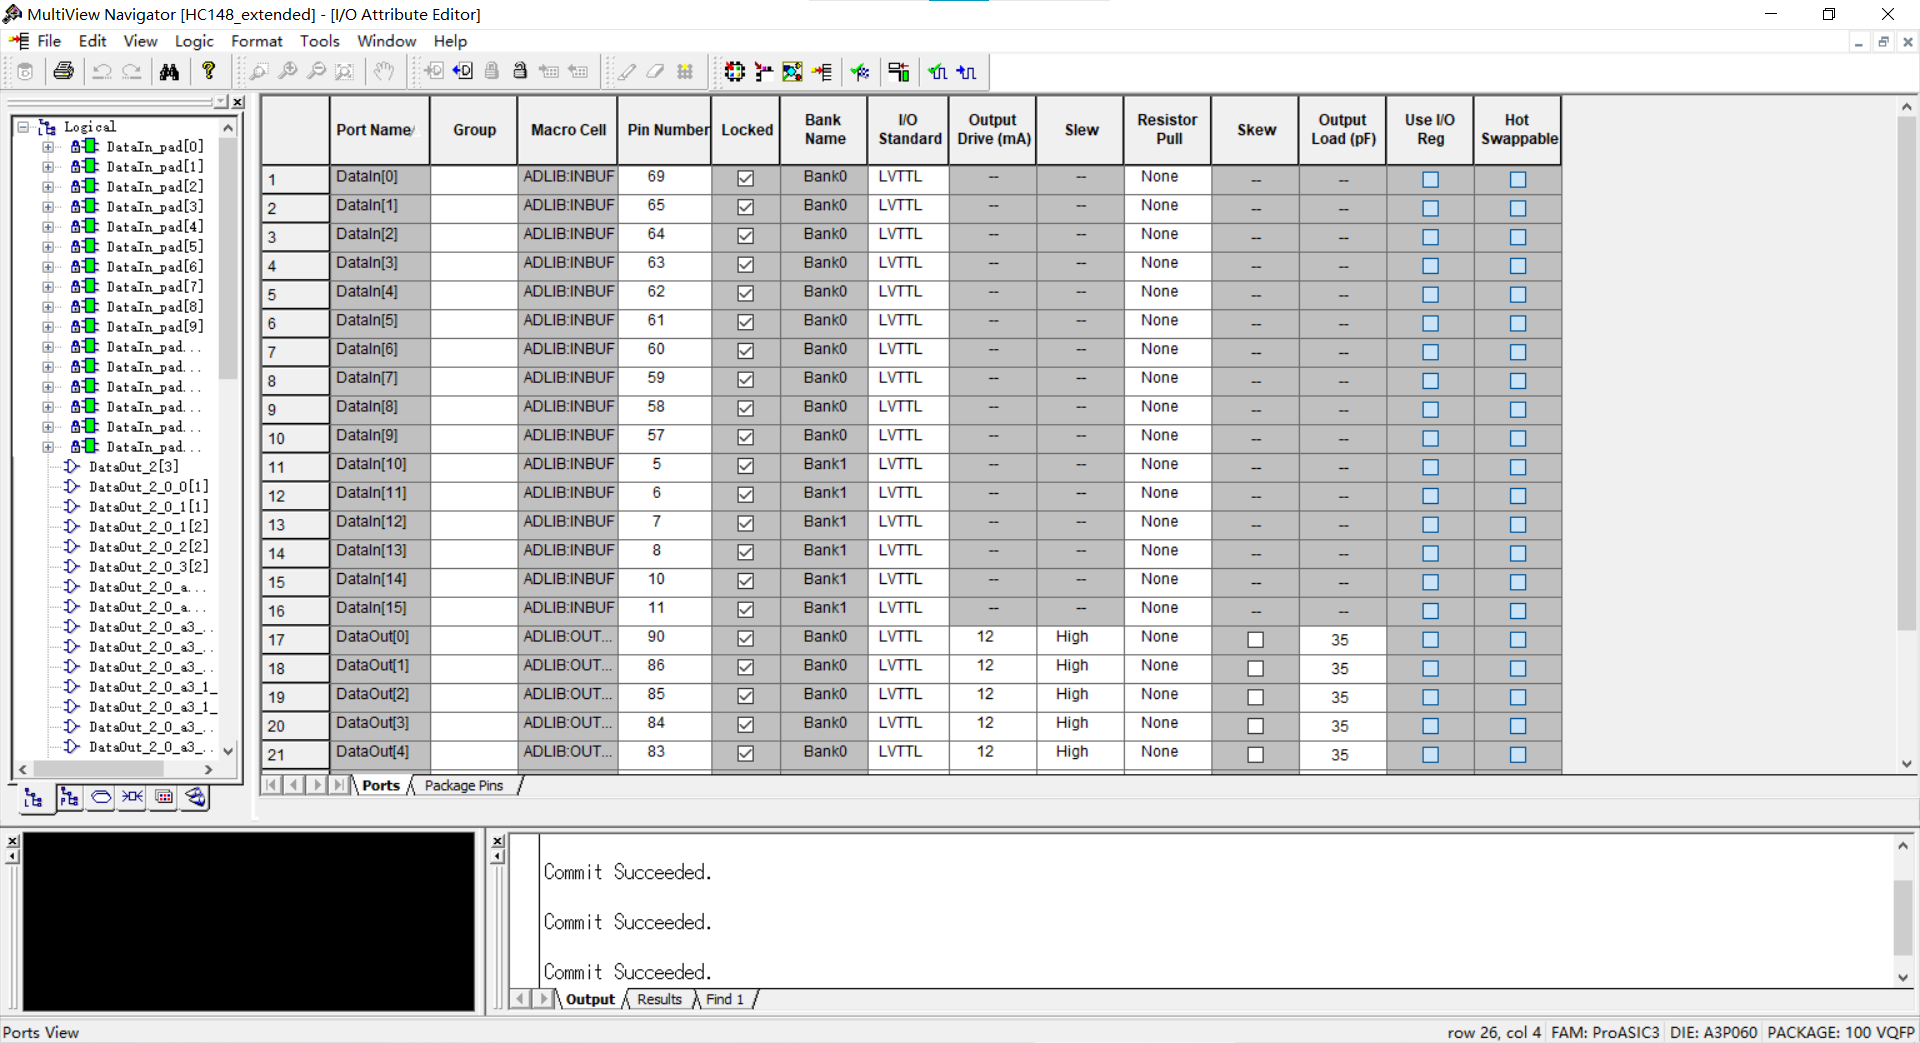 MultiView Navigator [HC148_extended] - [I/O Attribute Editor]
File Edit View Logic Format Tools Window Help
Logical
DataIn_pad[0]
DataIn_pad[1]
DataIn_pad[2]
DataIn_pad[3]
DataIn_pad[4]
DataIn_pad[5]
DataIn_pad[6]
DataIn_pad[7]
DataIn_pad[8]
DataIn_pad[9]
DataIn_pad...
DataIn_pad...
DataIn_pad...
DataIn_pad...
DataIn_pad...
DataIn_pad...
DataOut_2[3]
DataOut_2_0_0[1]
DataOut_2_0_1[1]
DataOut_2_0_1[2]
DataOut_2_0_2[2]
DataOut_2_0_3[2]
DataOut_2_0_a...
DataOut_2_0_a...
DataOut_2_0_a3_..
DataOut_2_0_a3_..
DataOut_2_0_a3_..
DataOut_2_0_a3_1_
DataOut_2_0_a3_1_
DataOut_2_0_a3_..
DataOut_2_0_a3_..
Port Name Group Macro Cell Pin Number Locked Bank Name I/O Standard Output Drive (mA) Slew Resistor Pull Skew Output Load (pF) Use I/O Reg Hot Swappable
1 DataIn[0] ADLIB:INBUF 69 Bank0 LVTTL -- -- None -- --
2 DataIn[1] ADLIB:INBUF 65 Bank0 LVTTL -- -- None -- --
3 DataIn[2] ADLIB:INBUF 64 Bank0 LVTTL -- -- None -- --
4 DataIn[3] ADLIB:INBUF 63 Bank0 LVTTL -- -- None -- --
5 DataIn[4] ADLIB:INBUF 62 Bank0 LVTTL -- -- None -- --
6 DataIn[5] ADLIB:INBUF 61 Bank0 LVTTL -- -- None -- --
7 DataIn[6] ADLIB:INBUF 60 Bank0 LVTTL -- -- None -- --
8 DataIn[7] ADLIB:INBUF 59 Bank0 LVTTL -- -- None -- --
9 DataIn[8] ADLIB:INBUF 58 Bank0 LVTTL -- -- None -- --
10 DataIn[9] ADLIB:INBUF 57 Bank0 LVTTL -- -- None -- --
11 DataIn[10] ADLIB:INBUF 5 Bank1 LVTTL -- -- None -- --
12 DataIn[11] ADLIB:INBUF 6 Bank1 LVTTL -- -- None -- --
13 DataIn[12] ADLIB:INBUF 7 Bank1 LVTTL -- -- None -- --
14 DataIn[13] ADLIB:INBUF 8 Bank1 LVTTL -- -- None -- --
15 DataIn[14] ADLIB:INBUF 10 Bank1 LVTTL -- -- None -- --
16 DataIn[15] ADLIB:INBUF 11 Bank1 LVTTL -- -- None -- --
17 DataOut[0] ADLIB:OUT... 90 Bank0 LVTTL 12 High None 35
18 DataOut[1] ADLIB:OUT... 86 Bank0 LVTTL 12 High None 35
19 DataOut[2] ADLIB:OUT... 85 Bank0 LVTTL 12 High None 35
20 DataOut[3] ADLIB:OUT... 84 Bank0 LVTTL 12 High None 35
21 DataOut[4] ADLIB:OUT... 83 Bank0 LVTTL 12 High None 35
Ports Package Pins
Commit Succeeded.
Commit Succeeded.
Commit Succeeded.
Output Results Find 1
Ports View row 26, col 4 FAM: ProASIC3 DIE: A3P060 PACKAGE: 100 VQFP